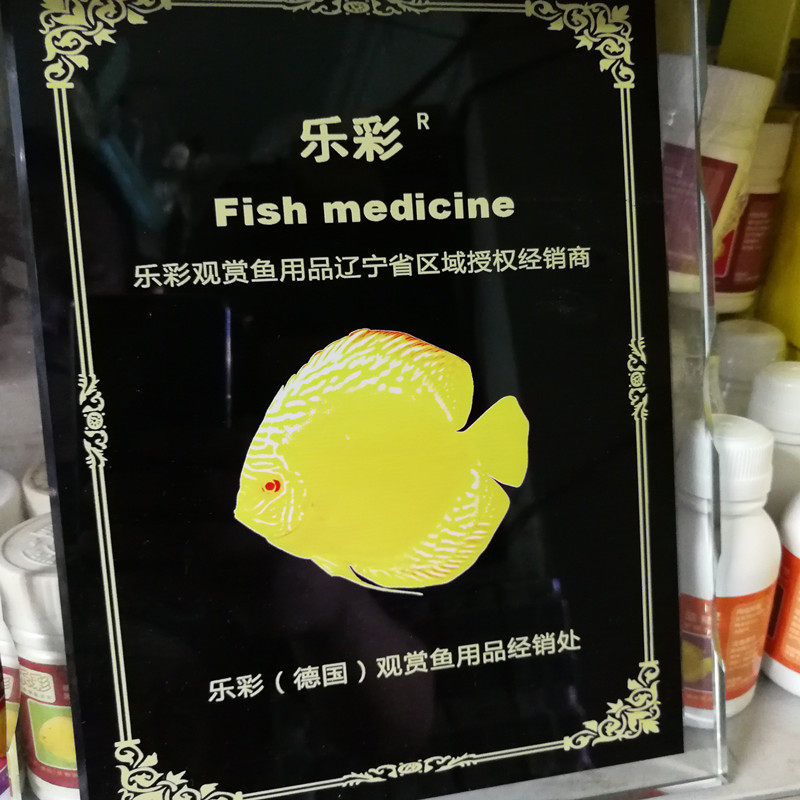 乐彩 R
Fish medicine
乐彩观赏鱼用品辽宁省区域授权经销商
乐彩（德国）观赏鱼用品经销处